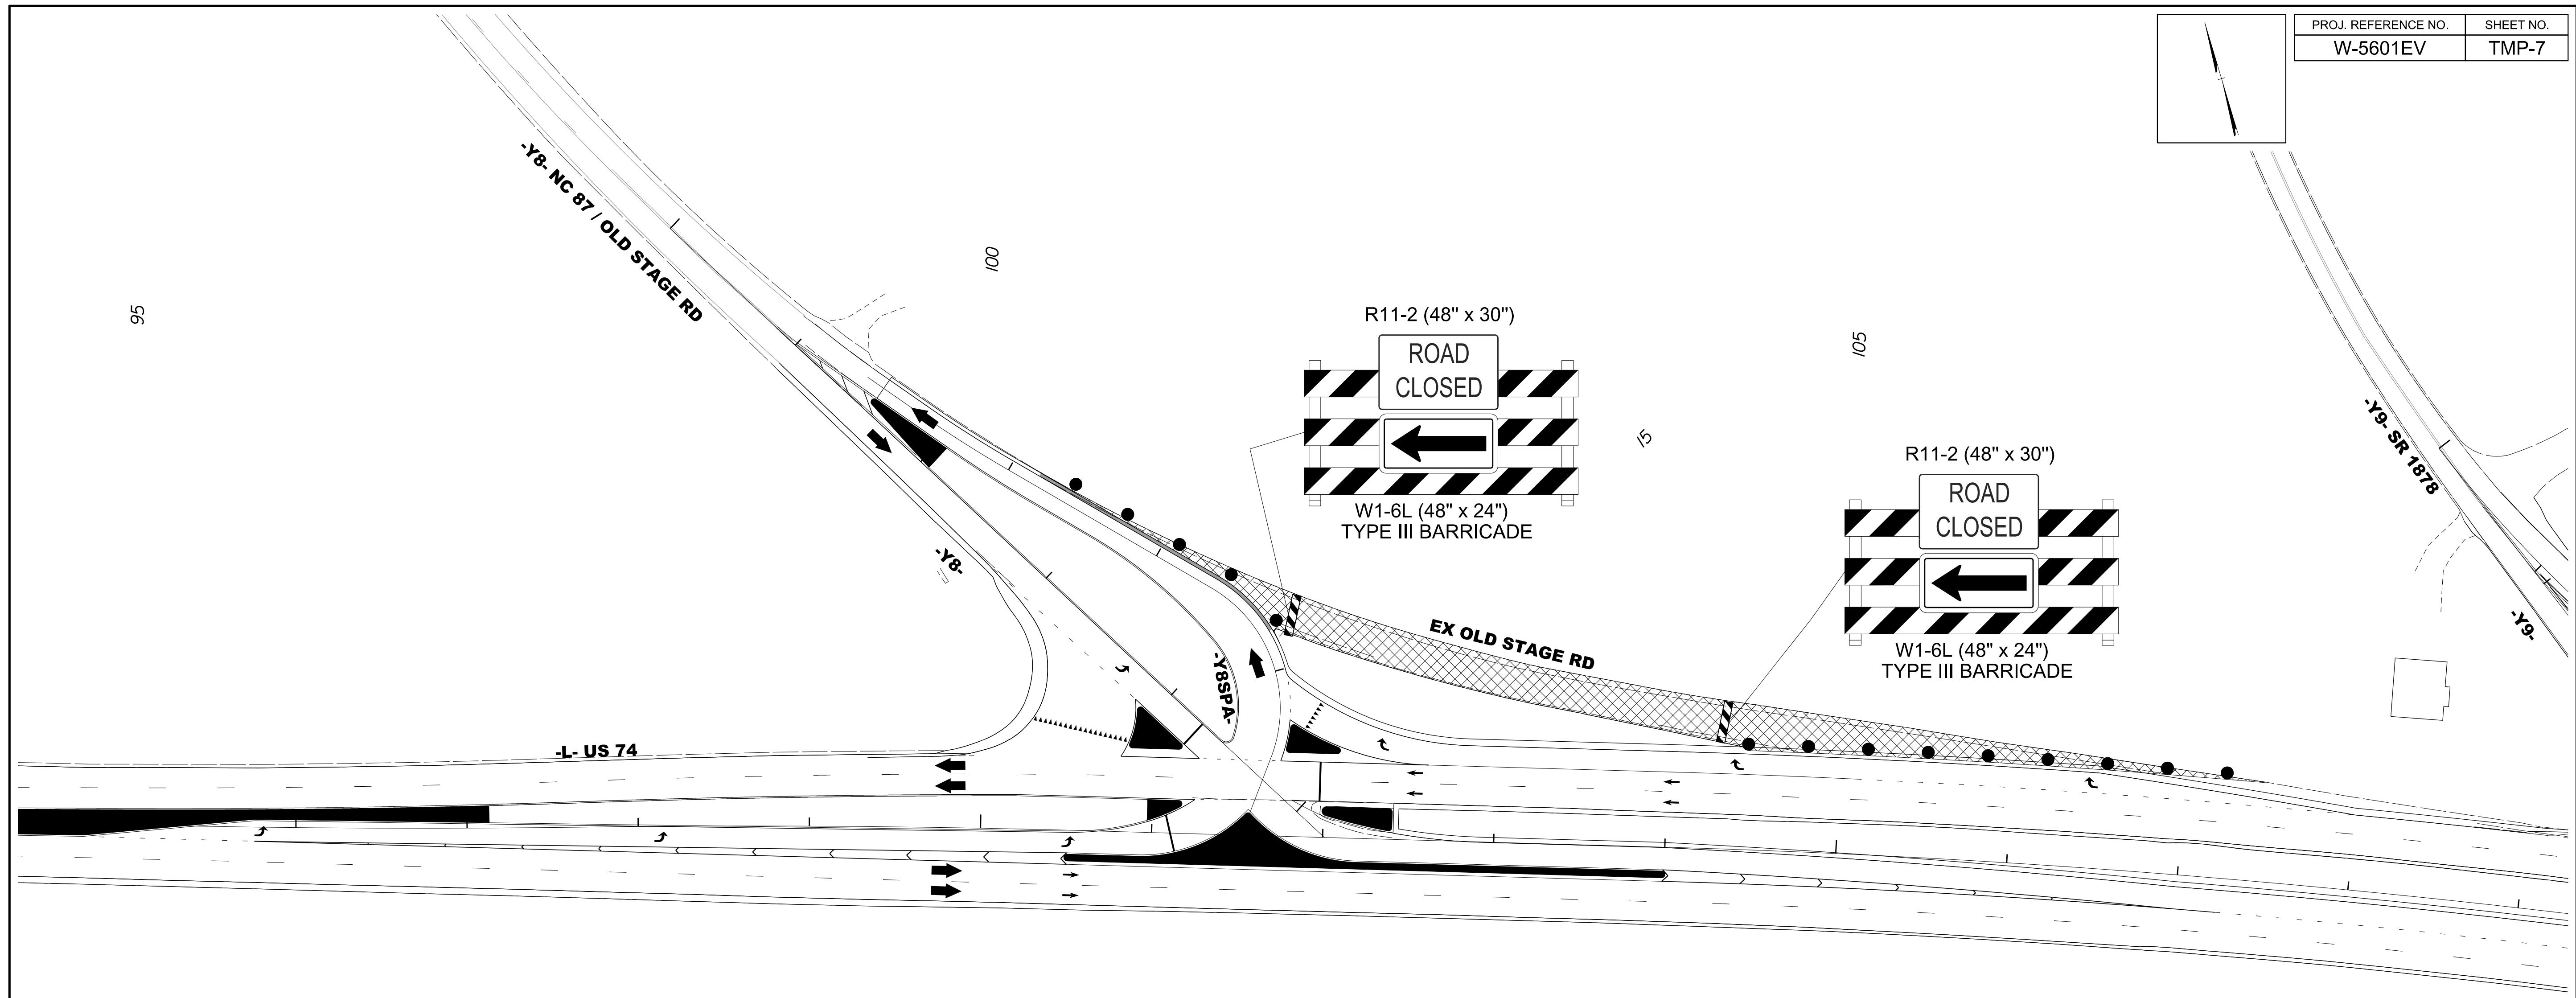 PROJ. REFERENCE NO.
SHEET NO.
W-5601EV
TMP-7
-Y8- NC 87 / OLD STAGE RD
95
100
R11-2 (48" x 30")
ROAD
CLOSED
W1-6L (48" x 24")
TYPE III BARRICADE
105
15
R11-2 (48" x 30")
ROAD
CLOSED
W1-6L (48" x 24")
TYPE III BARRICADE
-Y9- SR 1878
-Y8-
-Y9-
EX OLD STAGE RD
-Y8SPA-
-L- US 74